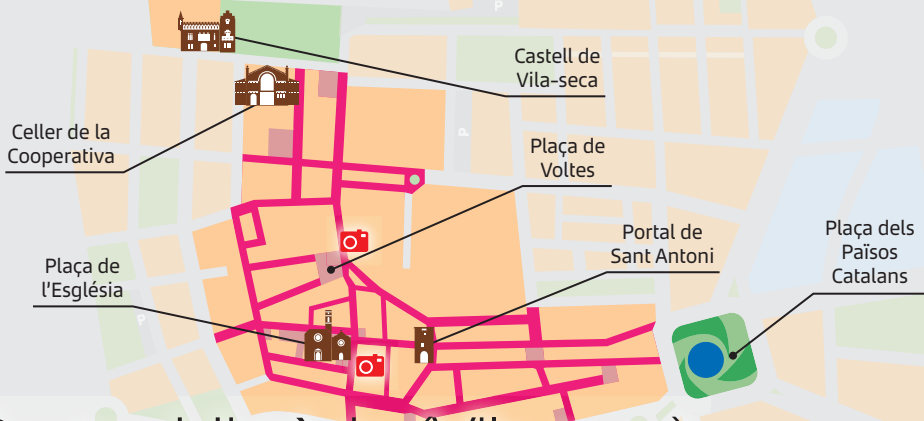 P
Castell de
Vila-seca
Celler de la
Cooperativa
P
Plaça de
Voltes
Portal de
Sant Antoni
Plaça dels
Països
Catalans
Plaça de
l'Església
P